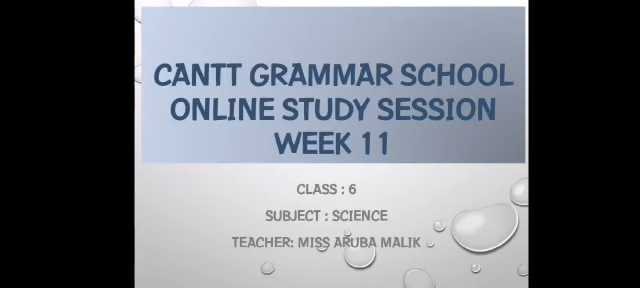 CANTT GRAMMAR SCHOOL
ONLINE STUDY SESSION
WEEK 11
CLASS : 6
SUBJECT : SCIENCE
TEACHER: MISS ARUBA MALIK